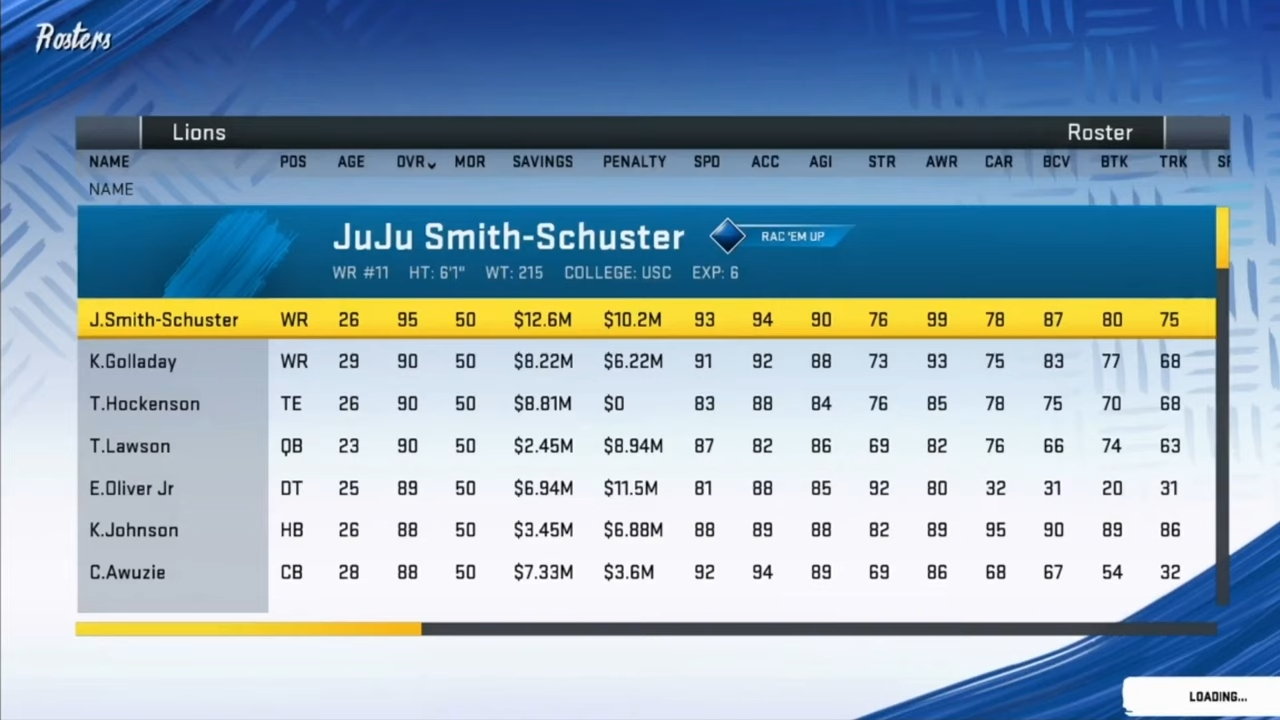 Rosters
Lions Roster
NAME POS AGE OVR MOR SAVINGS PENALTY SPD ACC AGI STR AWR CAR BCV BTK TRK
NAME
JuJu Smith-Schuster RAC 'EM UP
WR #11 HT: 6'1" WT: 215 COLLEGE: USC EXP: 6
J.Smith-Schuster WR 26 95 50 $12.6M $10.2M 93 94 90 76 99 78 87 80 75
K.Golladay WR 29 90 50 $8.22M $6.22M 91 92 88 73 93 75 83 77 68
T.Hockenson TE 26 90 50 $8.81M $0 83 88 84 76 85 78 75 70 68
T.Lawson QB 23 90 50 $2.45M $8.94M 87 82 86 69 82 76 66 74 63
E.Oliver Jr DT 25 89 50 $6.94M $11.5M 81 88 85 92 80 32 31 20 31
K.Johnson HB 26 88 50 $3.45M $6.88M 88 89 88 82 89 95 90 89 86
C.Awuzie CB 28 88 50 $7.33M $3.6M 92 94 89 69 86 68 67 54 32
LOADING...